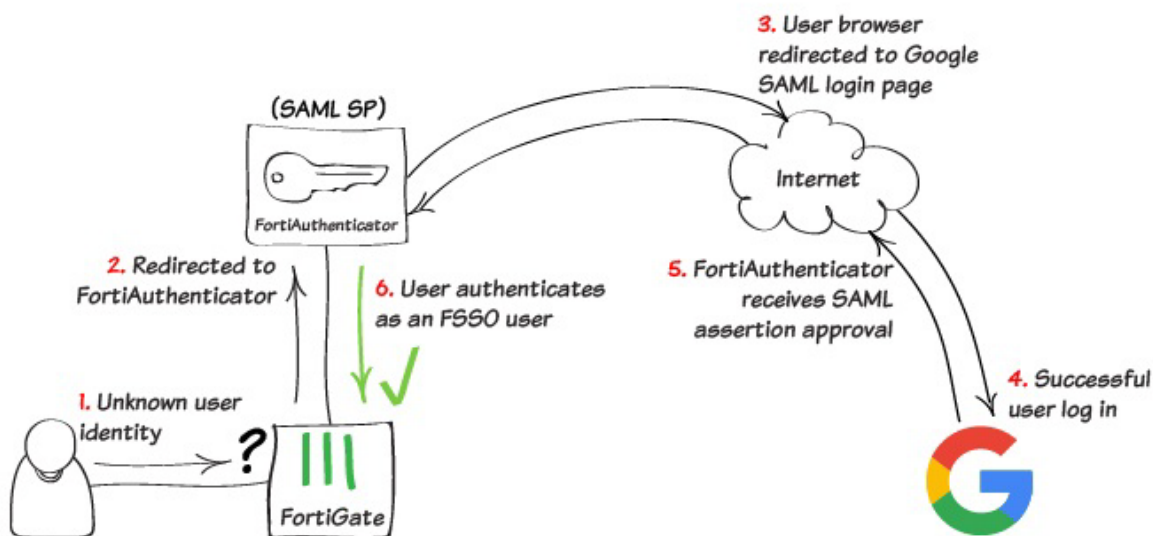 3. User browser
redirected to Google
SAML login page
(SAML SP)
Internet
FortiAuthenticator
2. Redirected to
FortiAuthenticator
6. User authenticates
as an FSSO user
5. FortiAuthenticator
receives SAML
assertion approval
4. Successful
user log in
1. Unknown user
identity
?
FortiGate
G